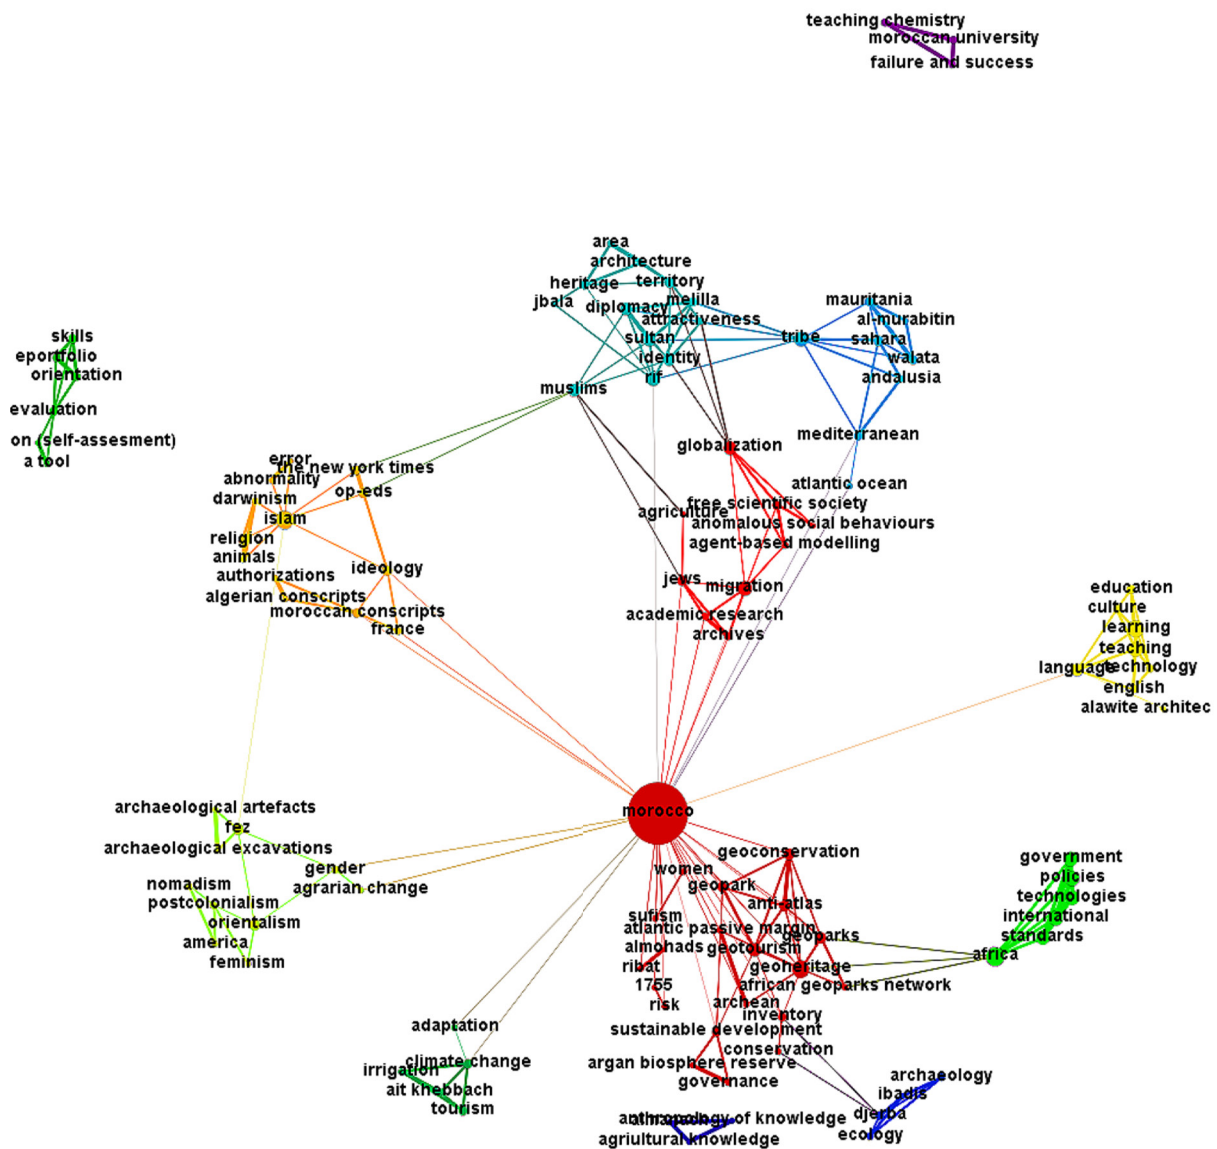 teaching chemistry
moroccan university
failure and success
area
architecture
heritage
territory
jbala
diplomacy
melilla
attractiveness
sultan
identity
rif
muslims
tribe
mauritania
al-murabitin
sahara
walata
andalusia
mediterranean
atlantic ocean
skills
eportfolio
orientation
evaluation
on (self-assesment)
a tool
error
the new york times
abnormality
op-eds
darwinism
islam
religion
animals
authorizations
ideology
algerian conscripts
moroccan conscripts
france
globalization
free scientific society
agriculture
anomalous social behaviours
agent-based modelling
jews
migration
academic research
archives
education
culture
learning
teaching
language
technology
english
alawite architec
morocco
archaeological artefacts
fez
archaeological excavations
gender
agrarian change
nomadism
postcolonialism
orientalism
america
feminism
geoconservation
women
geopark
anti-atlas
sufism
atlantic passive margin
geoparks
almohads
geotourism
ribat
geoheritage
1755
african geoparks network
risk
archean
inventory
sustainable development
conservation
argan biosphere reserve
governance
government
policies
technologies
international
standards
africa
adaptation
climate change
irrigation
ait khebbach
tourism
archaeology
ibadis
djerba
ecology
anthropology of knowledge
agriultural knowledge